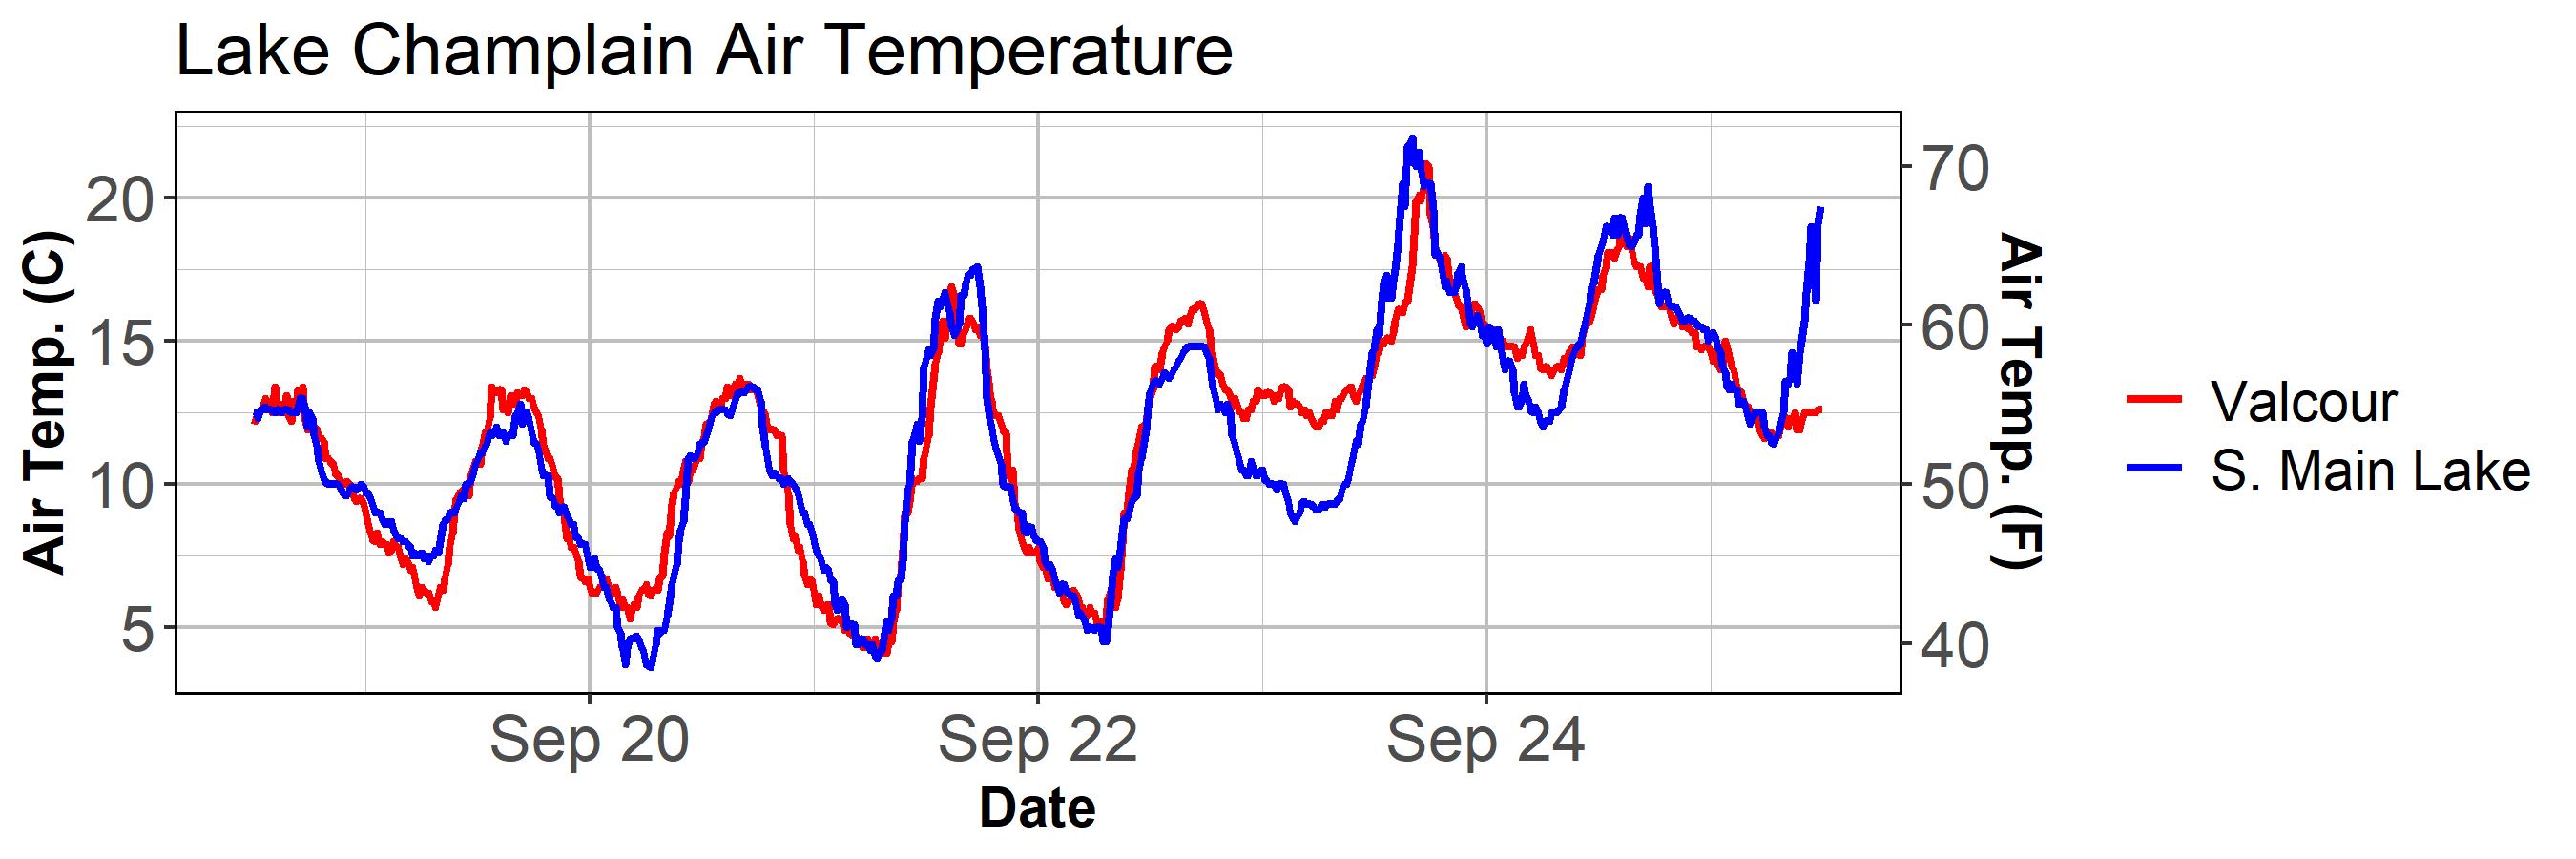 Lake Champlain Air Temperature
Air Temp. (C)
20
15
10
5
70
60
50
40
Air Temp. (F)
Sep 20
Sep 22
Sep 24
Date
Valcour
S. Main Lake